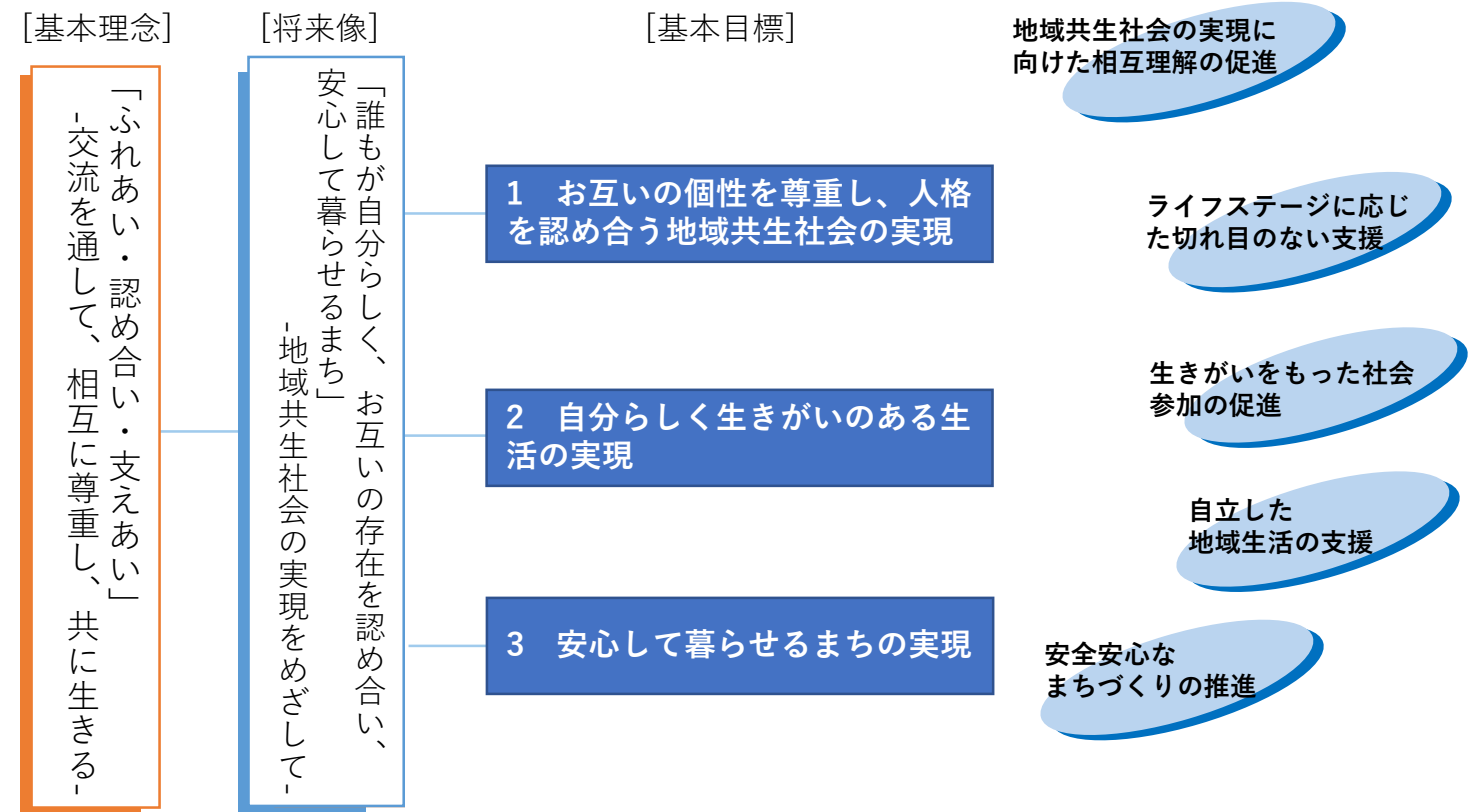 [基本理念]
[将来像]
[基本目標]
「ふれあい・認め合い・支えあい」
-交流を通して、相互に尊重し、共に生きる-
「誰もが自分らしく、お互いの存在を認め合い、
安心して暮らせるまち」
-地域共生社会の実現をめざして-
1　お互いの個性を尊重し、人格
を認め合う地域共生社会の実現
2　自分らしく生きがいのある生
活の実現
3　安心して暮らせるまちの実現
地域共生社会の実現に
向けた相互理解の促進
ライフステージに応じ
た切れ目のない支援
生きがいをもった社会
参加の促進
自立した
地域生活の支援
安全安心な
まちづくりの推進